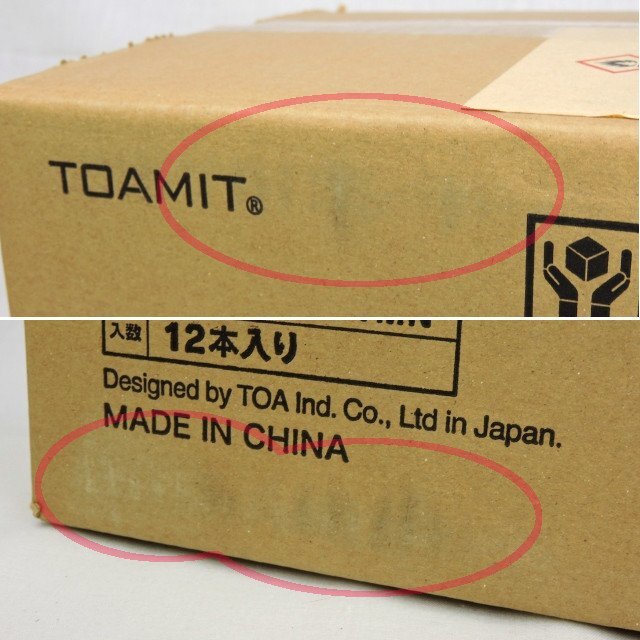 TOAMIT®
入数 12本入り
Designed by TOA Ind. Co., Ltd in Japan.
MADE IN CHINA